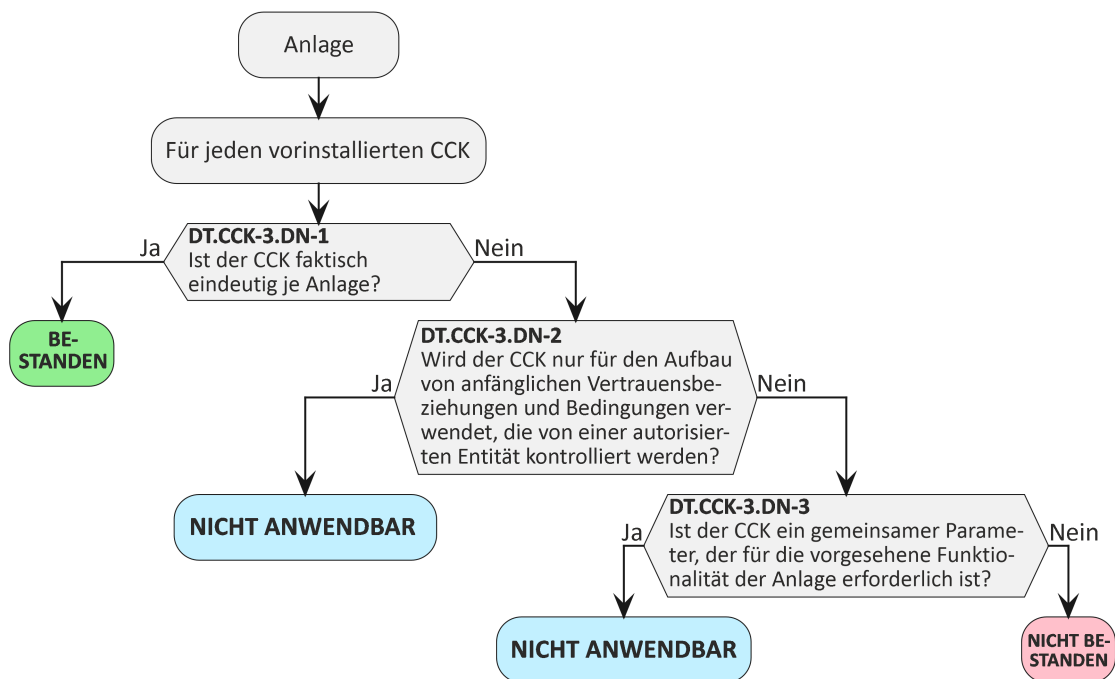 Anlage
Für jeden vorinstallierten CCK
DT.CCK-3.DN-1
Ja
Nein
Ist der CCK faktisch
eindeutig je Anlage?
BE-
STANDEN
DT.CCK-3.DN-2
Wird der CCK nur für den Aufbau
Ja
von anfänglichen Vertrauensbe-
Nein
ziehungen und Bedingungen ver-
wendet, die von einer autorisier-
ten Entität kontrolliert werden?
NICHT ANWENDBAR
DT.CCK-3.DN-3
Ja
Ist der CCK ein gemeinsamer Parame-
Nein
ter, der für die vorgesehene Funktio-
nalität der Anlage erforderlich ist?
NICHT ANWENDBAR
NICHT BE-
STANDEN